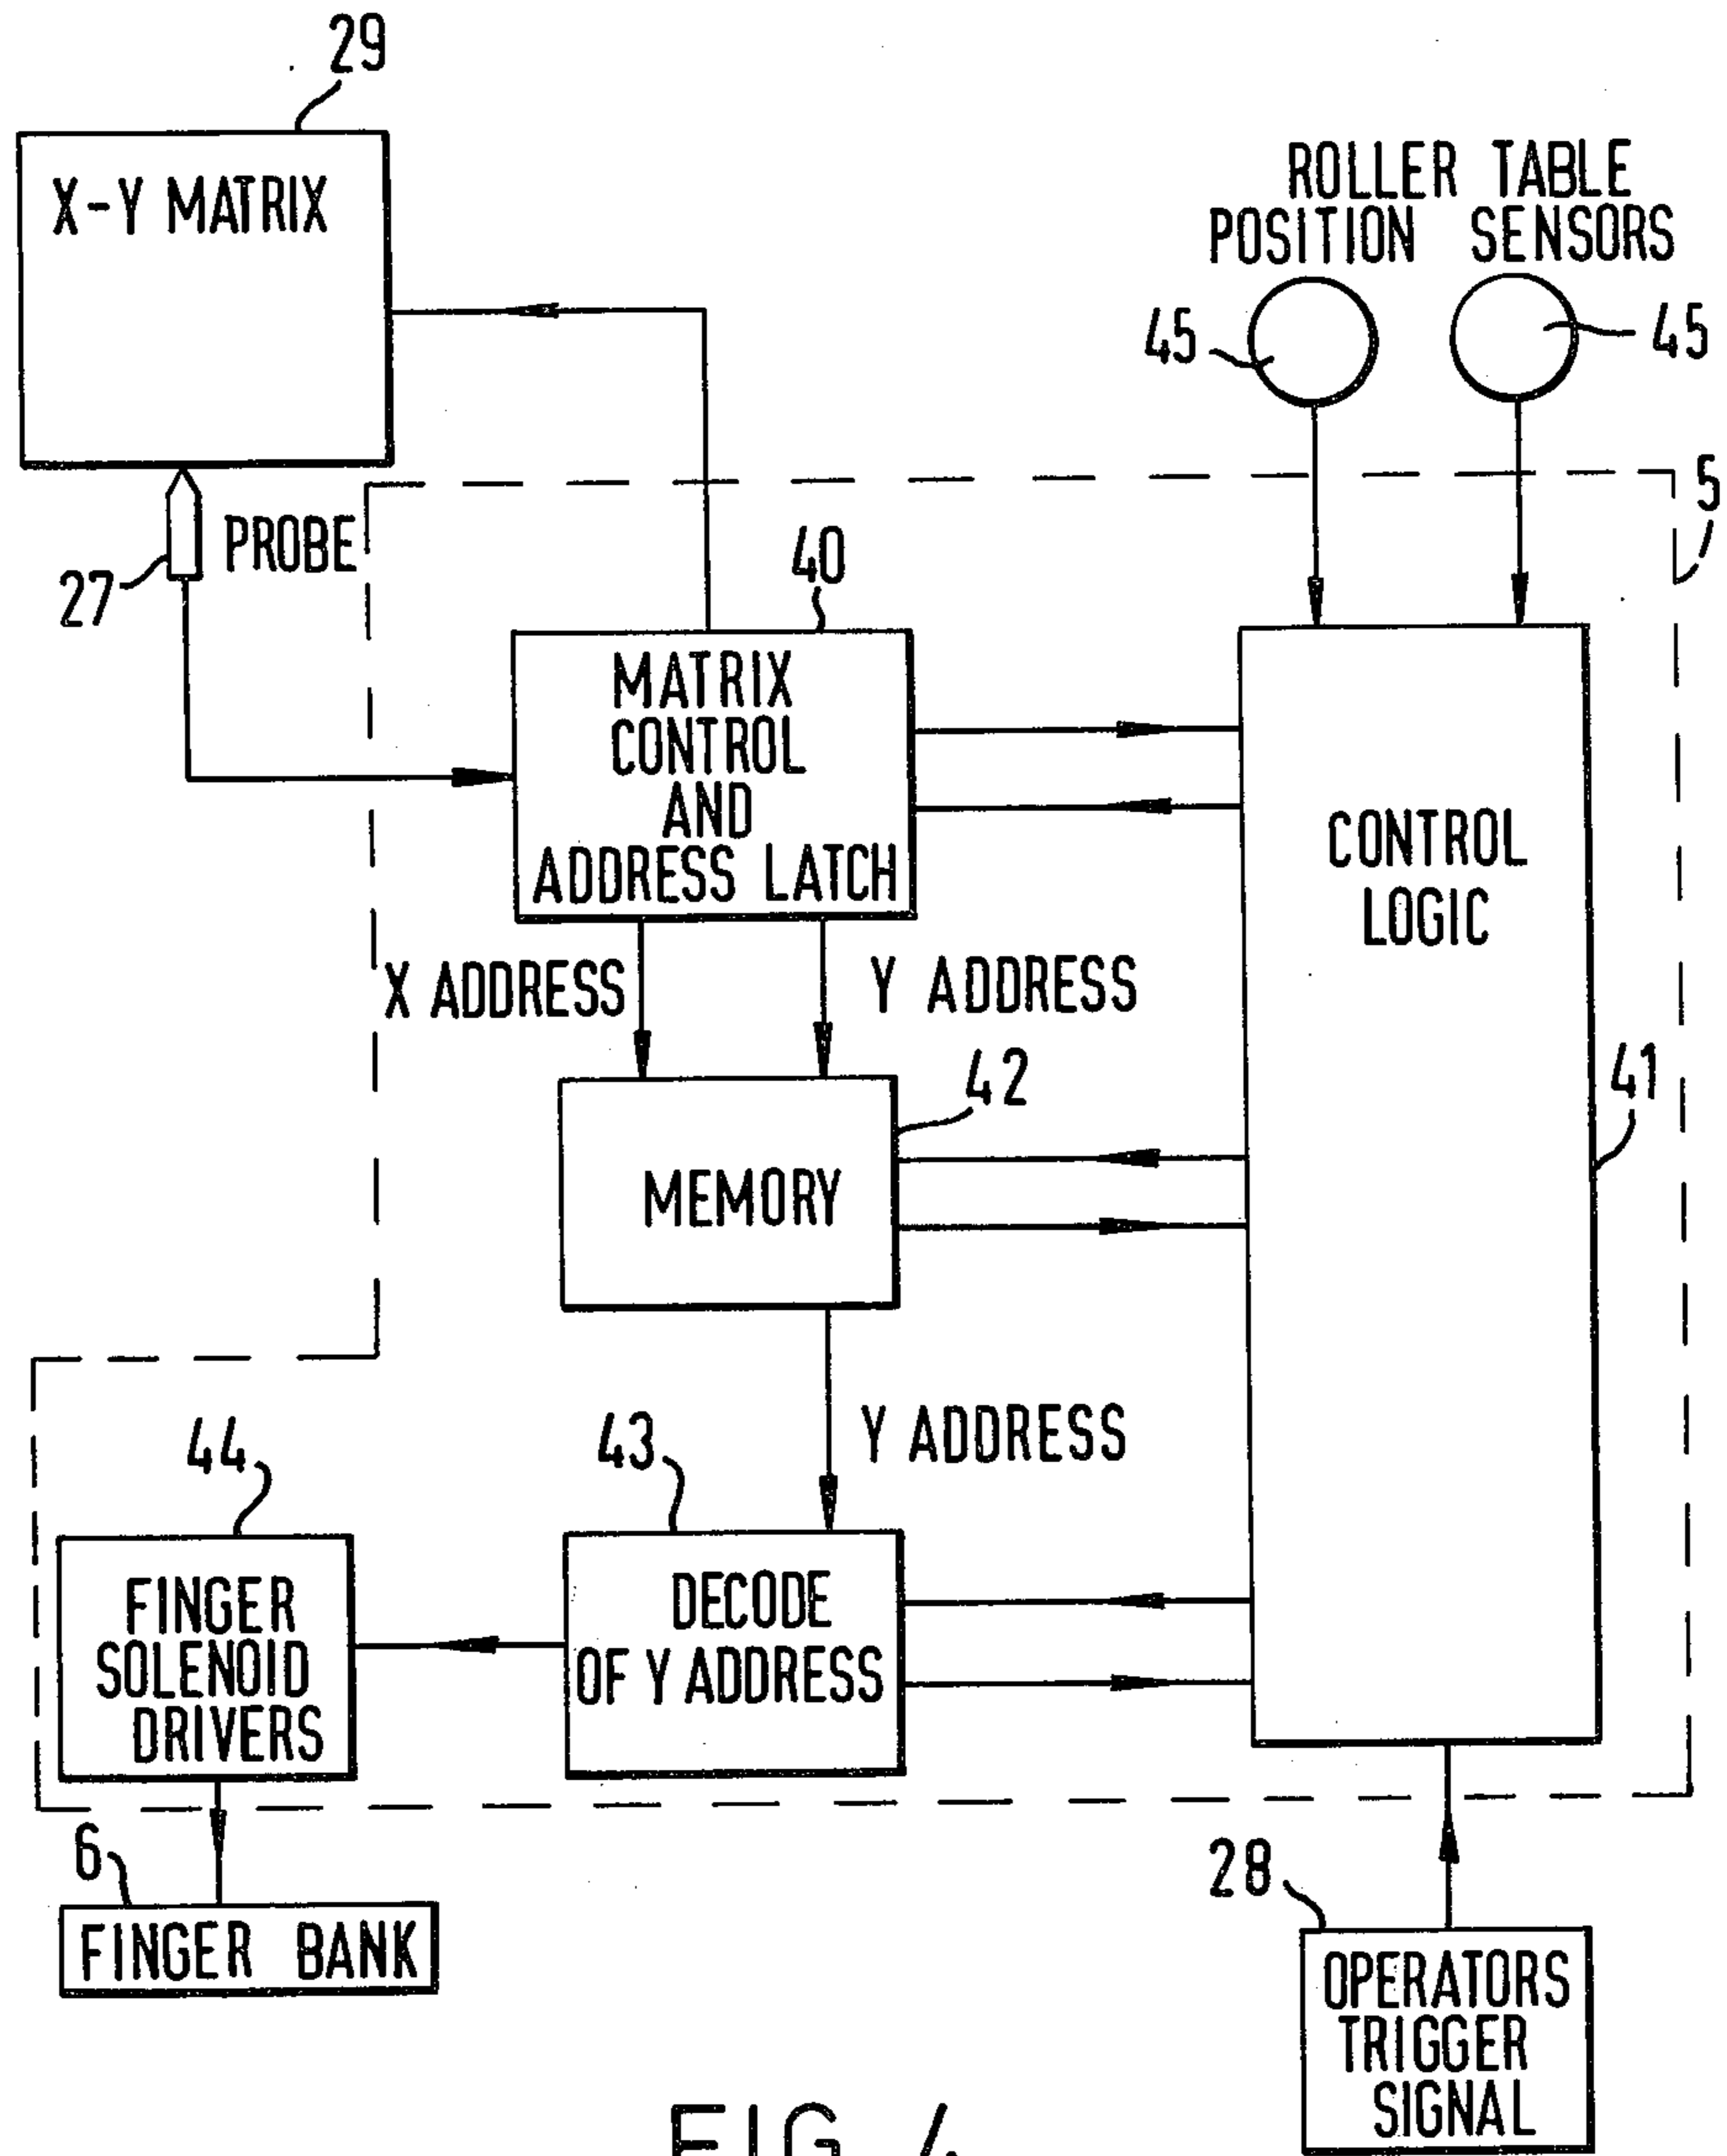 29
X-Y MATRIX
ROLLER TABLE
POSITION SENSORS
45
45
5
27
PROBE
40
MATRIX
CONTROL
AND
ADDRESS LATCH
CONTROL
LOGIC
X ADDRESS
Y ADDRESS
42
41
MEMORY
Y ADDRESS
44
43
FINGER
SOLENOID
DRIVERS
DECODE
OF Y ADDRESS
6
FINGER BANK
28
OPERATORS
TRIGGER
SIGNAL
FIG. 4